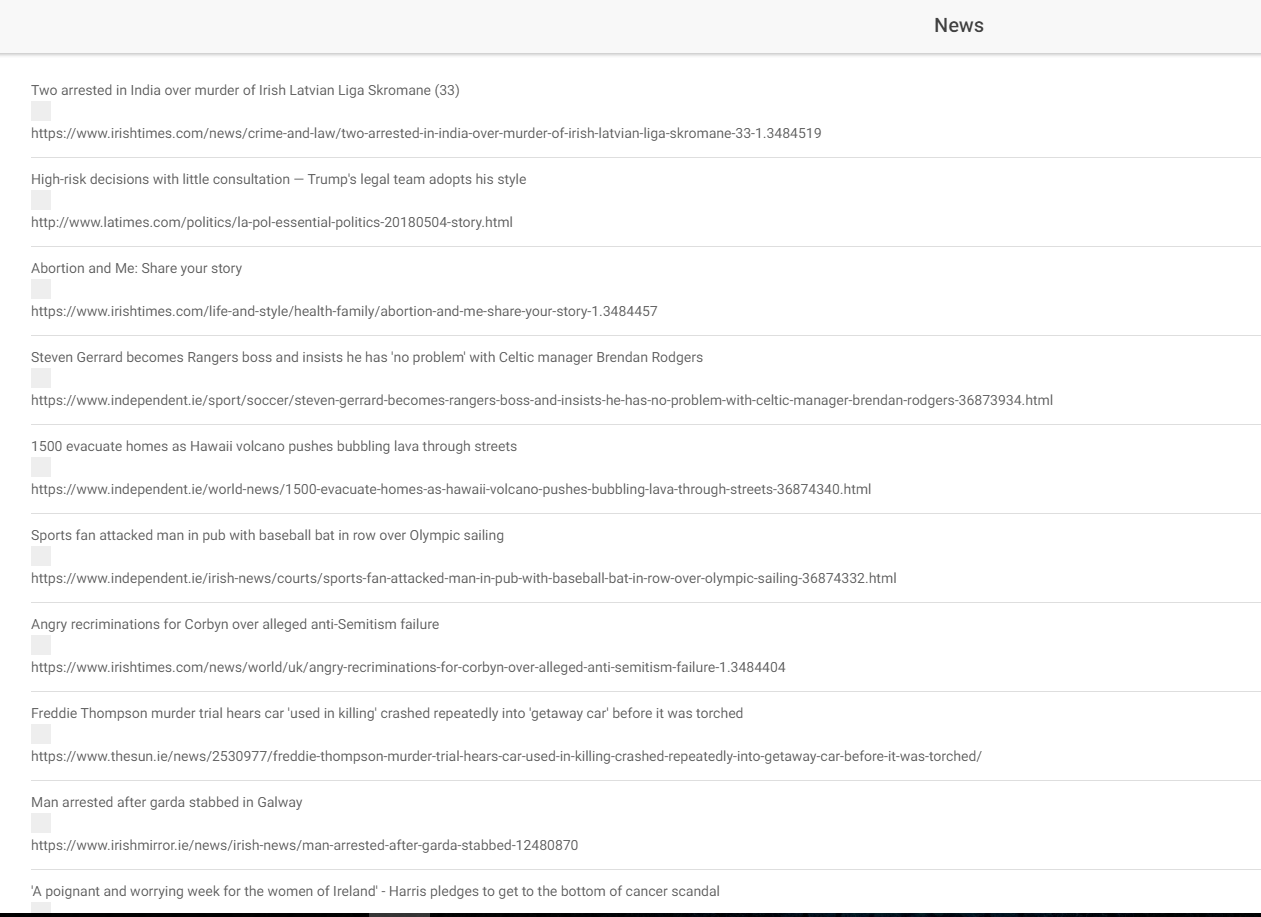 News
Two arrested in India over murder of Irish Latvian Liga Skromane (33)
https://www.irishtimes.com/news/crime-and-law/two-arrested-in-india-over-murder-of-irish-latvian-liga-skromane-33-1.3484519
High-risk decisions with little consultation — Trump's legal team adopts his style
http://www.latimes.com/politics/la-pol-essential-politics-20180504-story.html
Abortion and Me: Share your story
https://www.irishtimes.com/life-and-style/health-family/abortion-and-me-share-your-story-1.3484457
Steven Gerrard becomes Rangers boss and insists he has 'no problem' with Celtic manager Brendan Rodgers
https://www.independent.ie/sport/soccer/steven-gerrard-becomes-rangers-boss-and-insists-he-has-no-problem-with-celtic-manager-brendan-rodgers-36873934.html
1500 evacuate homes as Hawaii volcano pushes bubbling lava through streets
https://www.independent.ie/world-news/1500-evacuate-homes-as-hawaii-volcano-pushes-bubbling-lava-through-streets-36874340.html
Sports fan attacked man in pub with baseball bat in row over Olympic sailing
https://www.independent.ie/irish-news/courts/sports-fan-attacked-man-in-pub-with-baseball-bat-in-row-over-olympic-sailing-36874332.html
Angry recriminations for Corbyn over alleged anti-Semitism failure
https://www.irishtimes.com/news/world/uk/angry-recriminations-for-corbyn-over-alleged-anti-semitism-failure-1.3484404
Freddie Thompson murder trial hears car 'used in killing' crashed repeatedly into 'getaway car' before it was torched
https://www.thesun.ie/news/2530977/freddie-thompson-murder-trial-hears-car-used-in-killing-crashed-repeatedly-into-getaway-car-before-it-was-torched/
Man arrested after garda stabbed in Galway
https://www.irishmirror.ie/news/irish-news/man-arrested-after-garda-stabbed-12480870
'A poignant and worrying week for the women of Ireland' - Harris pledges to get to the bottom of cancer scandal